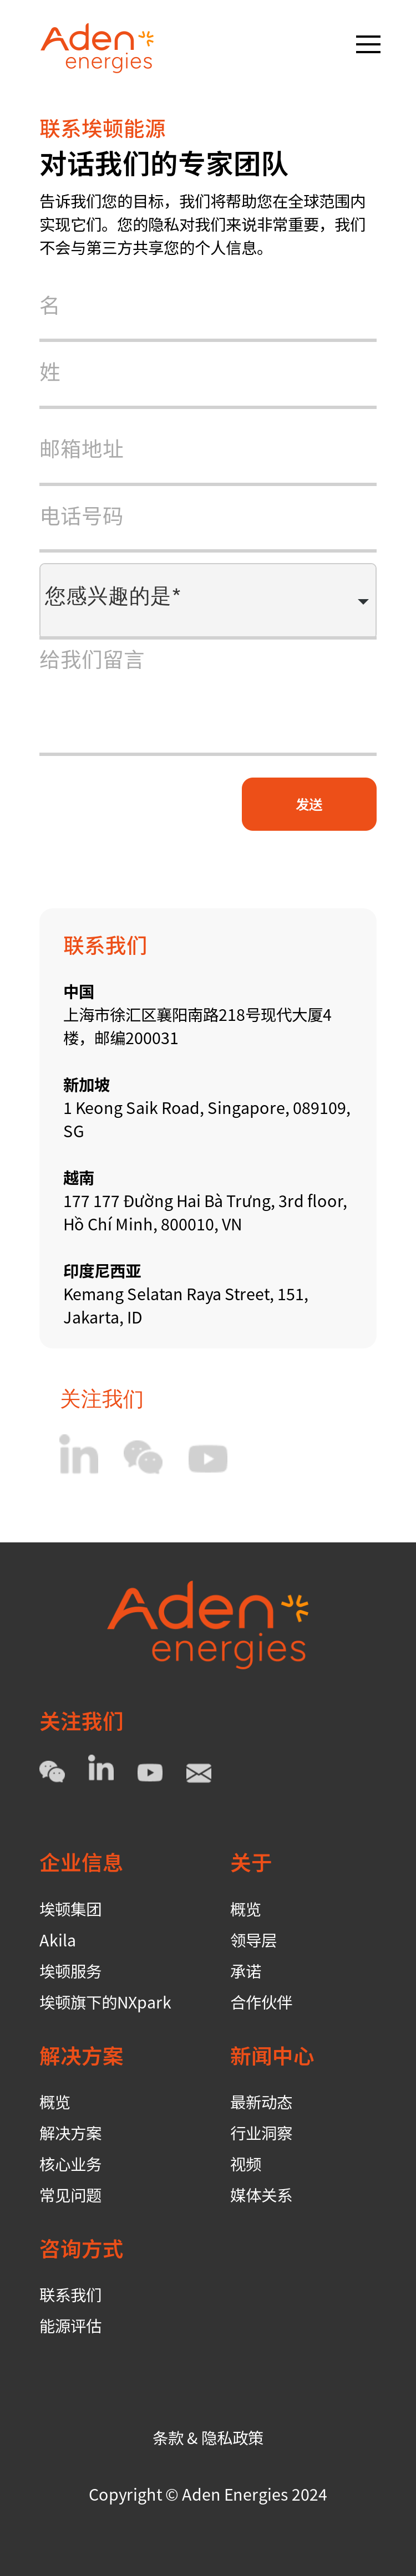 Aden
energies
联系埃顿能源
对话我们的专家团队
告诉我们您的目标，我们将帮助您在全球范围内
实现它们。您的隐私对我们来说非常重要，我们
不会与第三方共享您的个人信息。
名
姓
邮箱地址
电话号码
您感兴趣的是*
给我们留言
发送
联系我们
中国
上海市徐汇区襄阳南路218号现代大厦4
楼，邮编200031
新加坡
1 Keong Saik Road, Singapore, 089109,
SG
越南
177 177 Đường Hai Bà Trưng, 3rd floor,
Hồ Chí Minh, 800010, VN
印度尼西亚
Kemang Selatan Raya Street, 151,
Jakarta, ID
关注我们
Aden
energies
关注我们
企业信息
埃顿集团
Akila
埃顿服务
埃顿旗下的NXpark
关于
概览
领导层
承诺
合作伙伴
解决方案
概览
解决方案
核心业务
常见问题
新闻中心
最新动态
行业洞察
视频
媒体关系
咨询方式
联系我们
能源评估
条款 & 隐私政策
Copyright © Aden Energies 2024